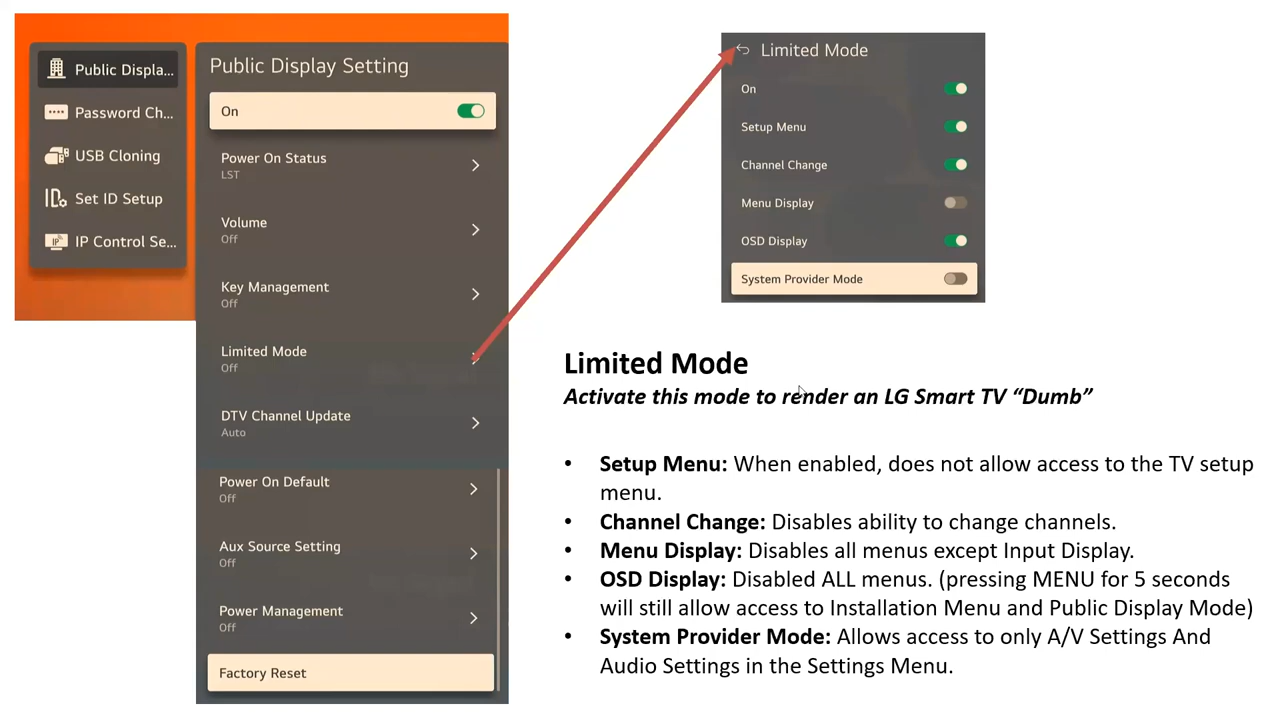 Public Displa...
Password Ch...
USB Cloning
Set ID Setup
IP Control Se...
Public Display Setting
On
Power On Status
LST
Volume
Off
Key Management
Off
Limited Mode
Off
DTV Channel Update
Auto
Power On Default
Off
Aux Source Setting
Off
Power Management
Off
Factory Reset
Limited Mode
On
Setup Menu
Channel Change
Menu Display
OSD Display
System Provider Mode
Limited Mode
Activate this mode to render an LG Smart TV “Dumb”
• Setup Menu: When enabled, does not allow access to the TV setup
menu.
• Channel Change: Disables ability to change channels.
• Menu Display: Disables all menus except Input Display.
• OSD Display: Disabled ALL menus. (pressing MENU for 5 seconds
will still allow access to Installation Menu and Public Display Mode)
• System Provider Mode: Allows access to only A/V Settings And
Audio Settings in the Settings Menu.